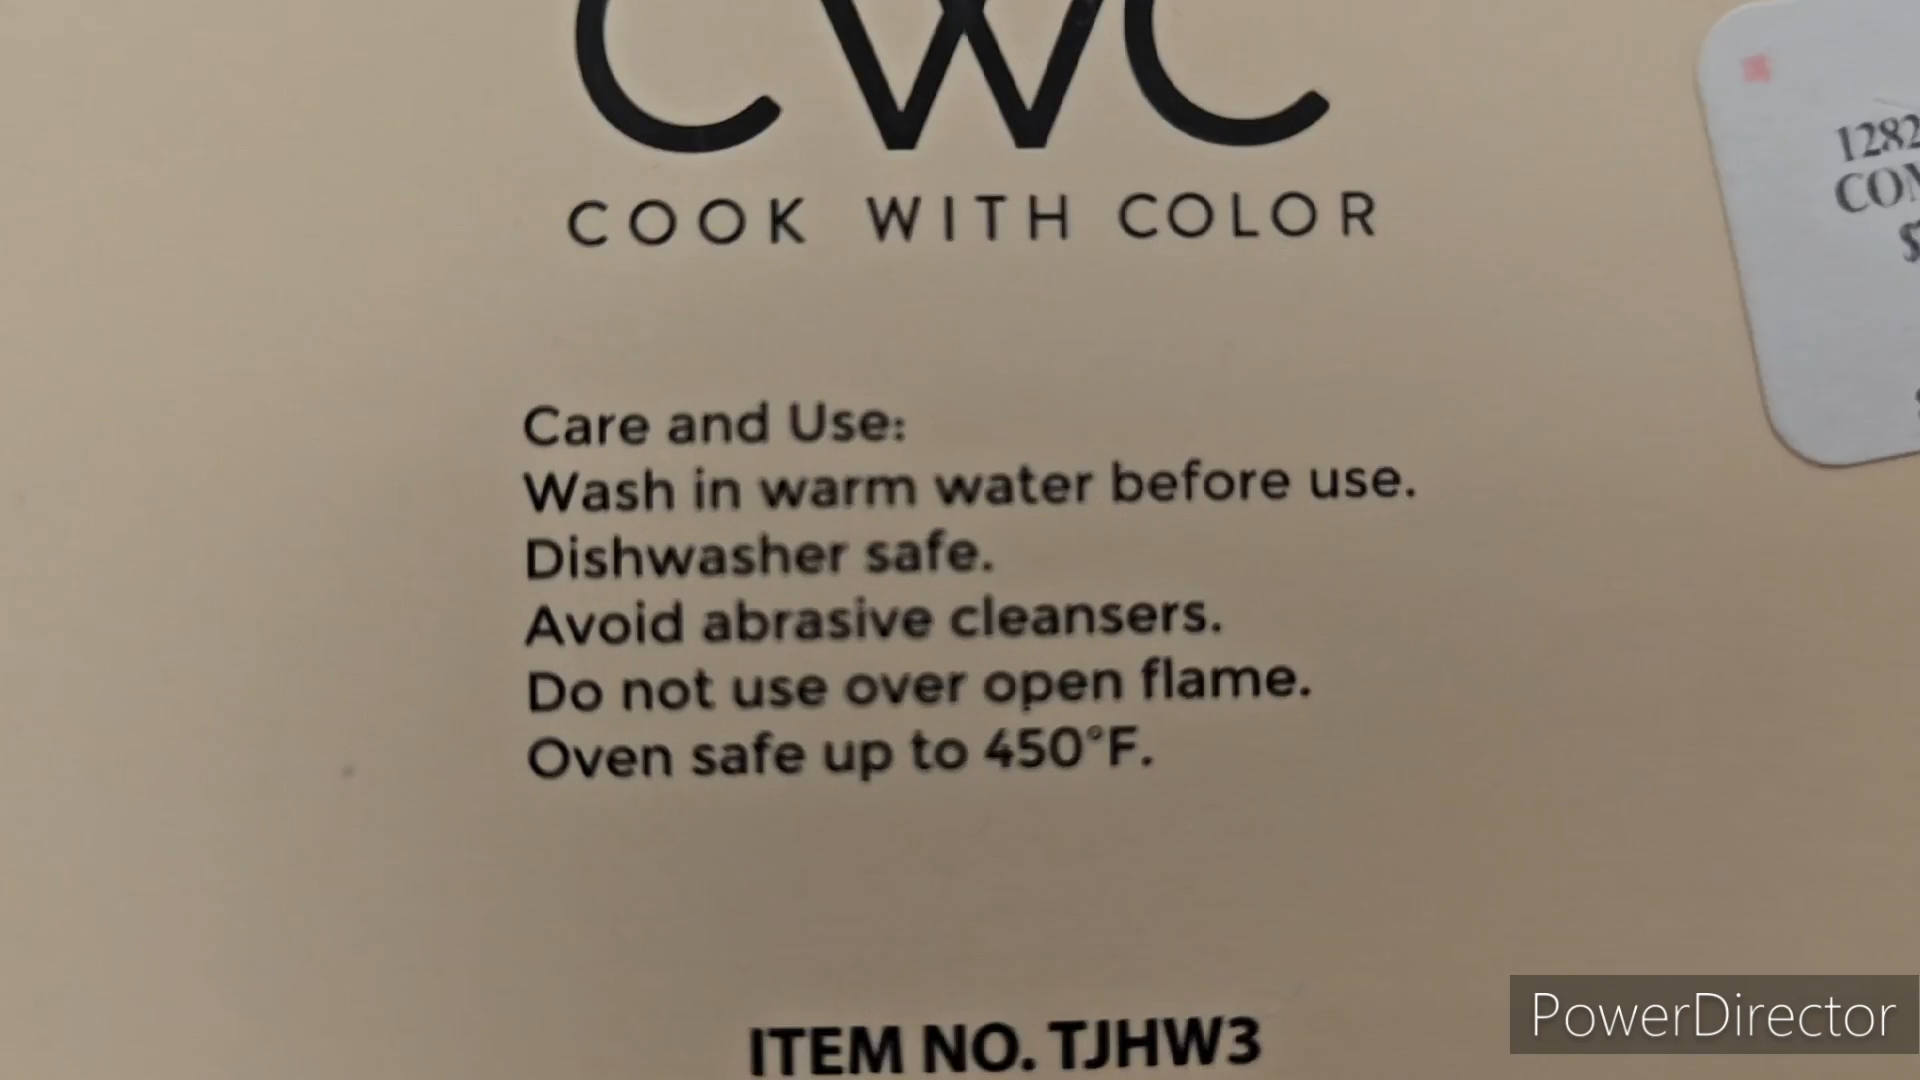 CWC
COOK WITH COLOR
Care and Use:
Wash in warm water before use.
Dishwasher safe.
Avoid abrasive cleansers.
Do not use over open flame.
Oven safe up to 450°F.
ITEM NO. TJHW3
1282
$
PowerDirector